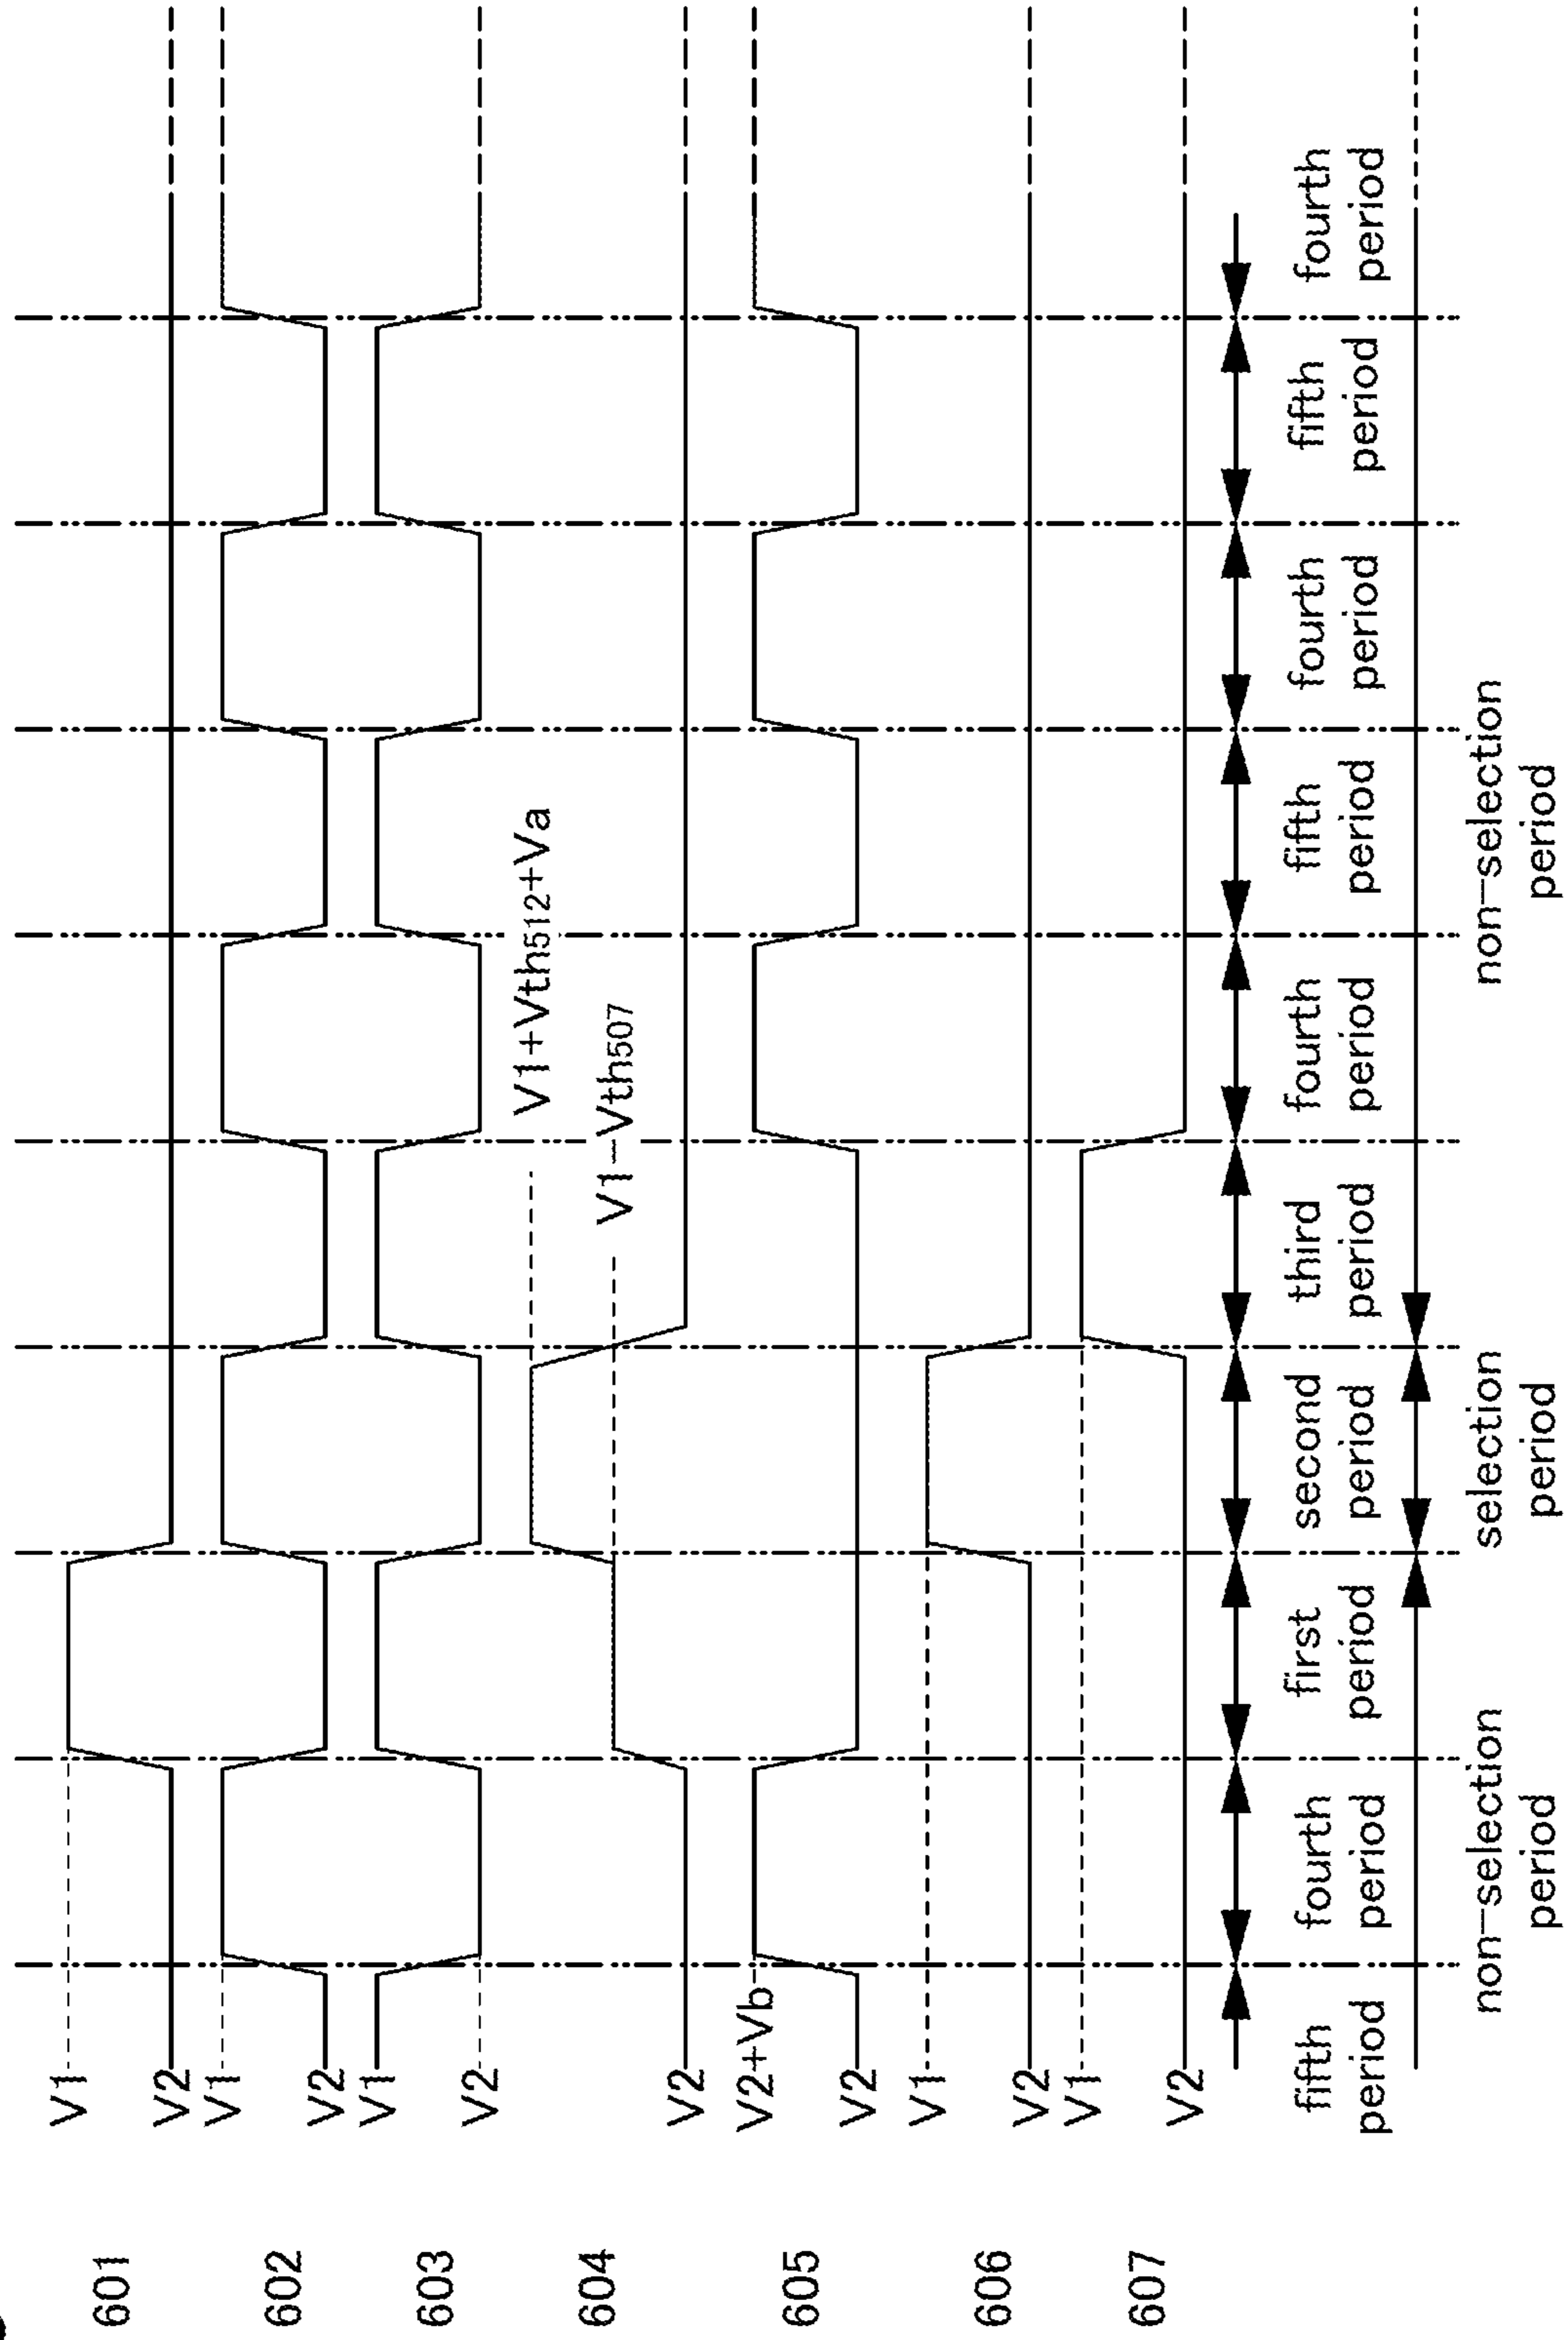 601
V1
V2
602
V1
V2
603
V1
V2
604
V1+Vth512+Va
V1-Vth507
V2
605
V2+Vb
V2
606
V1
V2
607
V1
V2
fifth
period
fourth
period
first
period
second
period
third
period
fourth
period
fifth
period
fourth
period
fifth
period
fourth
period
non-selection
period
selection
period
non-selection
period